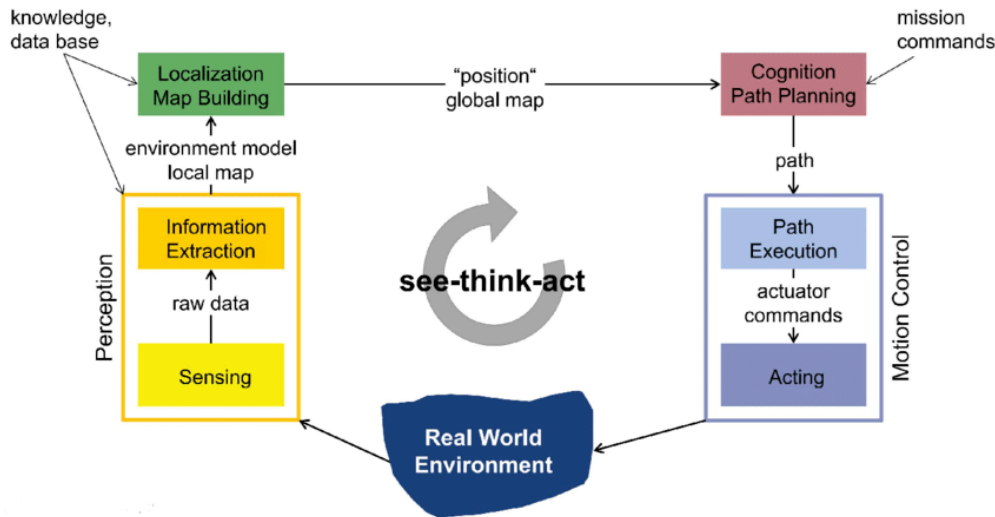 knowledge,
data base
mission
commands
Localization
Map Building
"position"
global map
Cognition
Path Planning
environment model
local map
path
Information
Extraction
Path
Execution
see-think-act
raw data
actuator
commands
Perception
Motion Control
Sensing
Acting
Real World
Environment